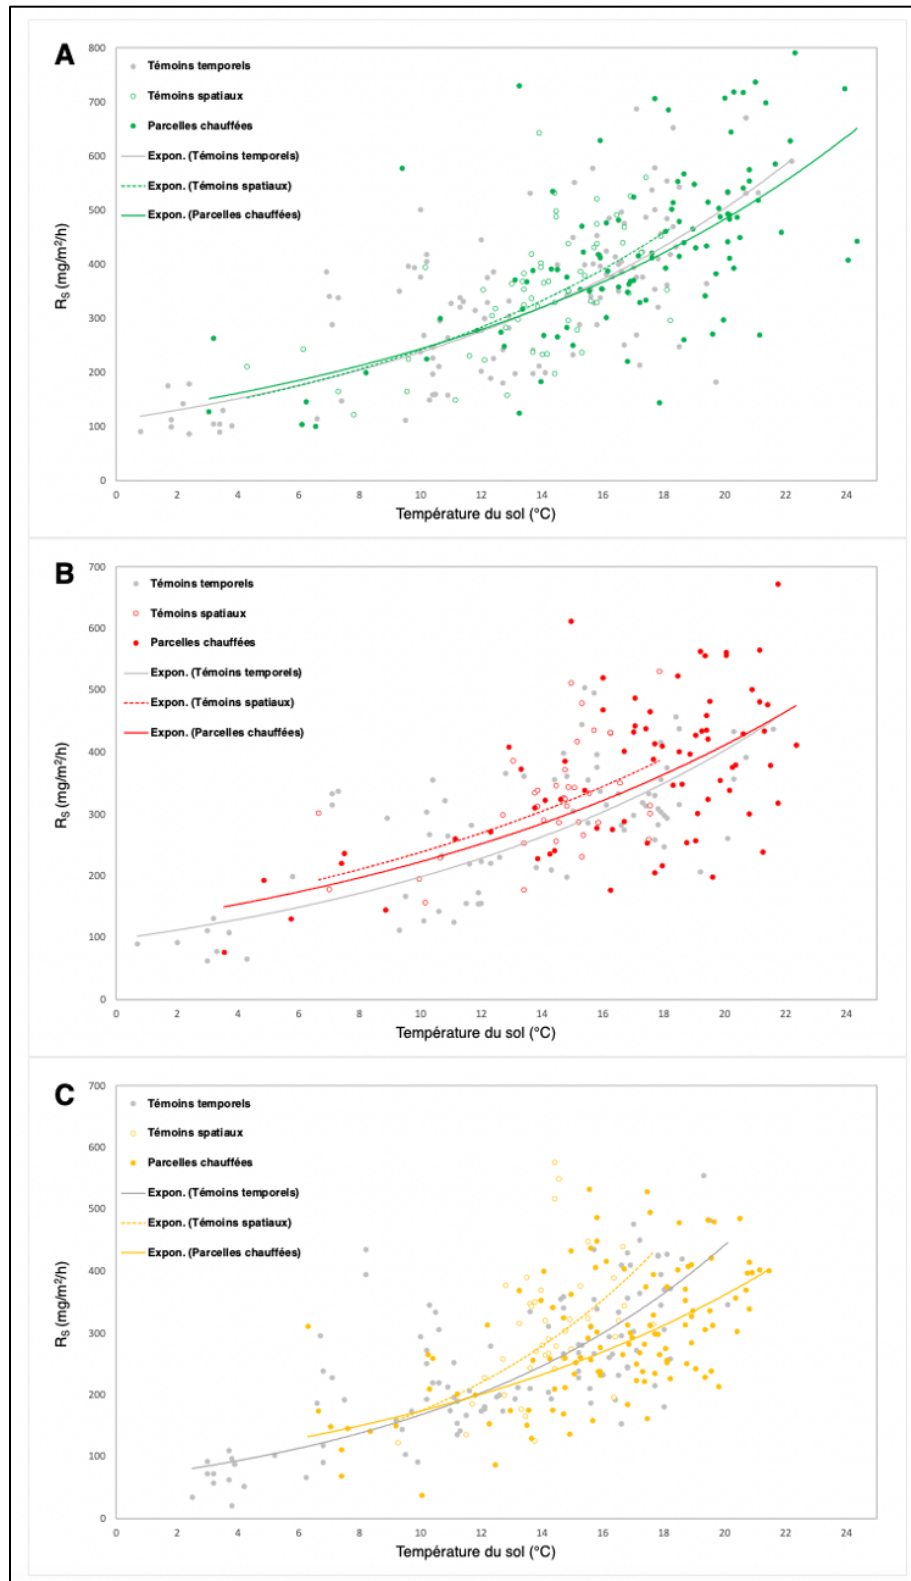 A
800
700
600
500
400
300
200
100
0
Témoins temporels
Témoins spatiaux
Parcelles chauffées
Expon. (Témoins temporels)
Expon. (Témoins spatiaux)
Expon. (Parcelles chauffées)
RS (mg/m²/h)
0 2 4 6 8 10 12 14 16 18 20 22 24
Température du sol (°C)
B
700
600
500
400
300
200
100
0
Témoins temporels
Témoins spatiaux
Parcelles chauffées
Expon. (Témoins temporels)
Expon. (Témoins spatiaux)
Expon. (Parcelles chauffées)
RS (mg/m²/h)
0 2 4 6 8 10 12 14 16 18 20 22 24
Température du sol (°C)
C
700
600
500
400
300
200
100
0
Témoins temporels
Témoins spatiaux
Parcelles chauffées
Expon. (Témoins temporels)
Expon. (Témoins spatiaux)
Expon. (Parcelles chauffées)
RS (mg/m²/h)
0 2 4 6 8 10 12 14 16 18 20 22 24
Température du sol (°C)